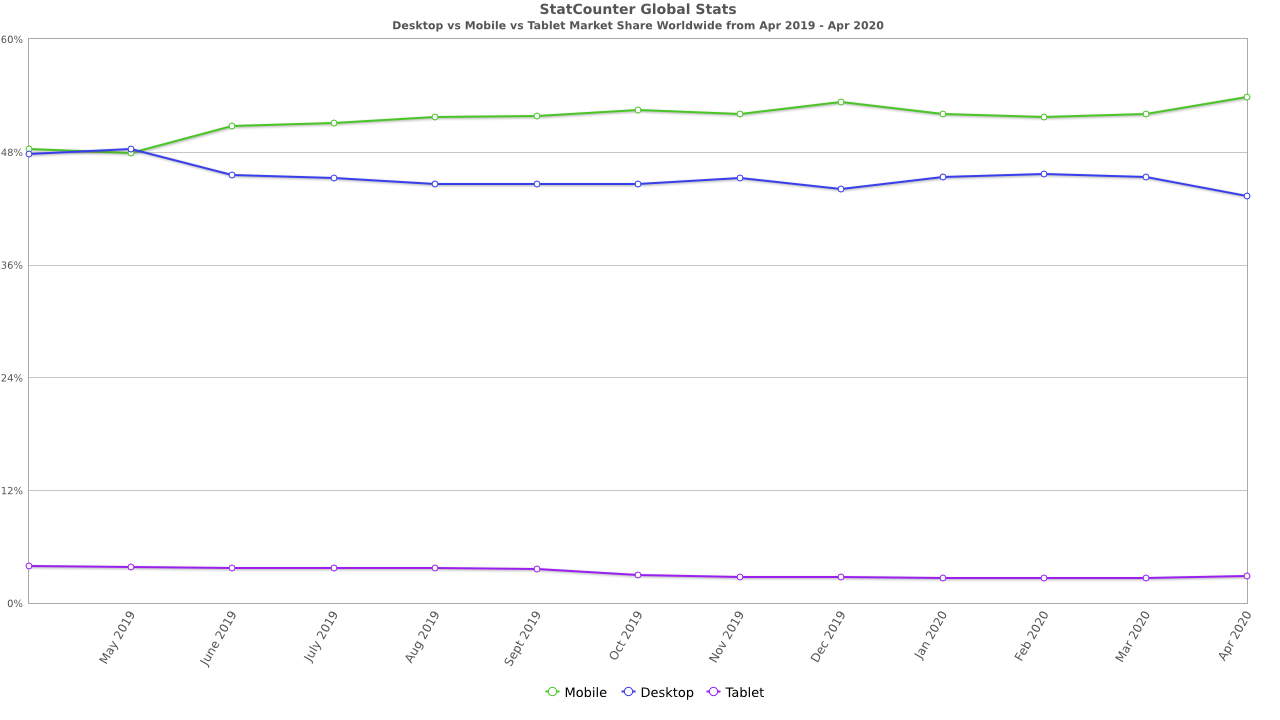 StatCounter Global Stats
Desktop vs Mobile vs Tablet Market Share Worldwide from Apr 2019 - Apr 2020
60%
48%
36%
24%
12%
0%
May 2019
June 2019
July 2019
Aug 2019
Sept 2019
Oct 2019
Nov 2019
Dec 2019
Jan 2020
Feb 2020
Mar 2020
Apr 2020
Mobile Desktop Tablet